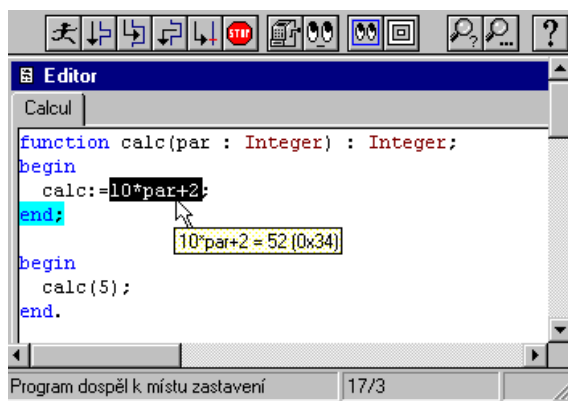 STOP
? ... ?
Editor
Calcul
function calc(par : Integer) : Integer;
begin
calc:=10*par+2;
end;
10*par+2 = 52 (0x34)
begin
calc(5);
end.
Program dospěl k místu zastavení 17/3